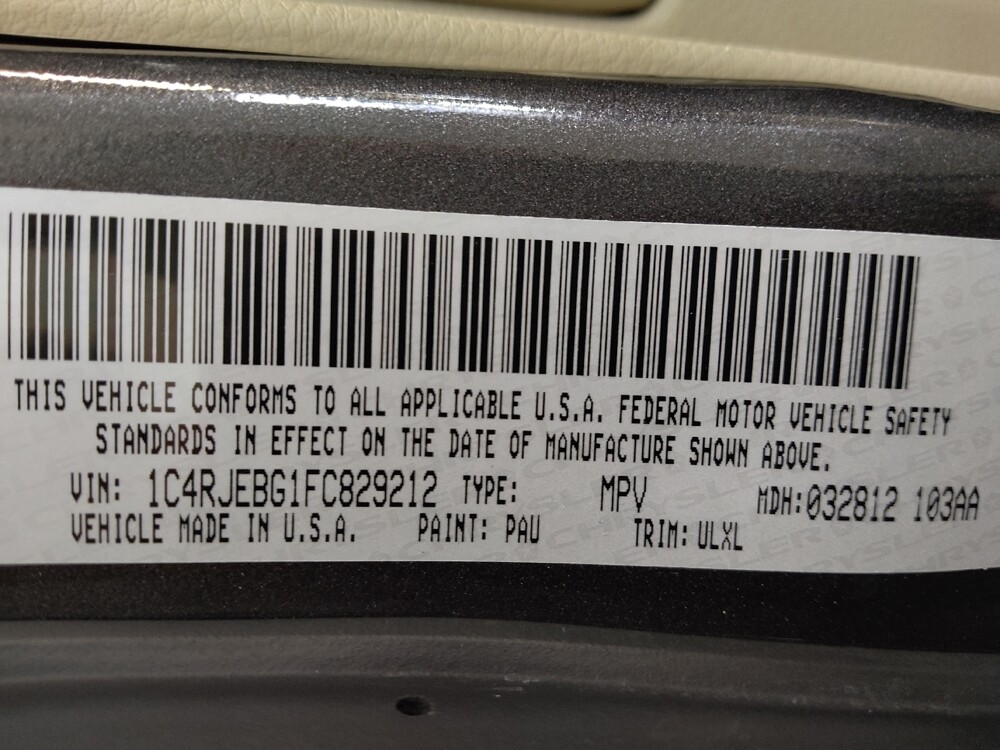 THIS VEHICLE CONFORMS TO ALL APPLICABLE U.S.A. FEDERAL MOTOR VEHICLE SAFETY
STANDARDS IN EFFECT ON THE DATE OF MANUFACTURE SHOWN ABOVE.
VIN: 1C4RJEBG1FC829212 TYPE: MPV MDH:032812 103AA
VEHICLE MADE IN U.S.A. PAINT: PAU TRIM: ULXL